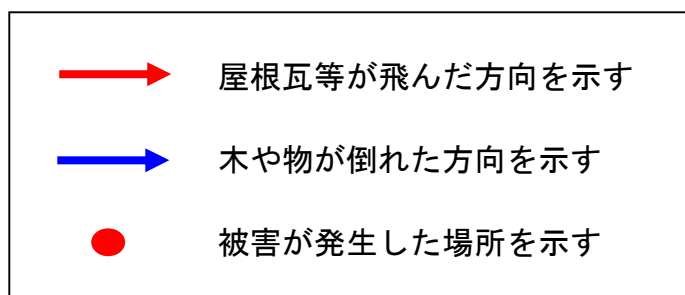 屋根瓦等が飛んだ方向を示す
木や物が倒れた方向を示す
被害が発生した場所を示す